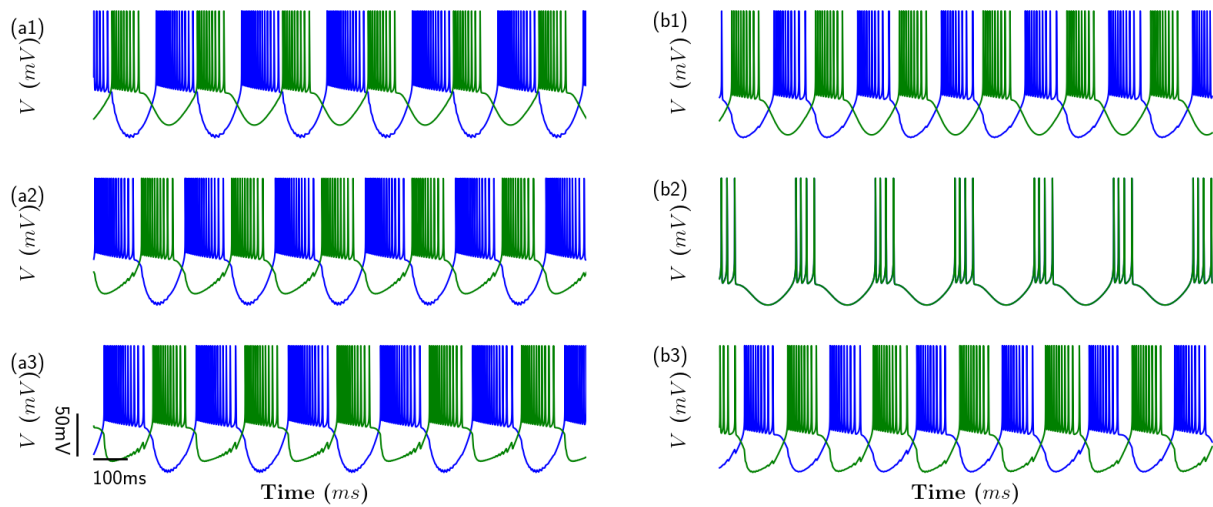 (a1)
V (mV)
(b1)
V (mV)
(a2)
V (mV)
(b2)
V (mV)
(a3)
V (mV)
50mV
100ms
Time (ms)
(b3)
V (mV)
Time (ms)